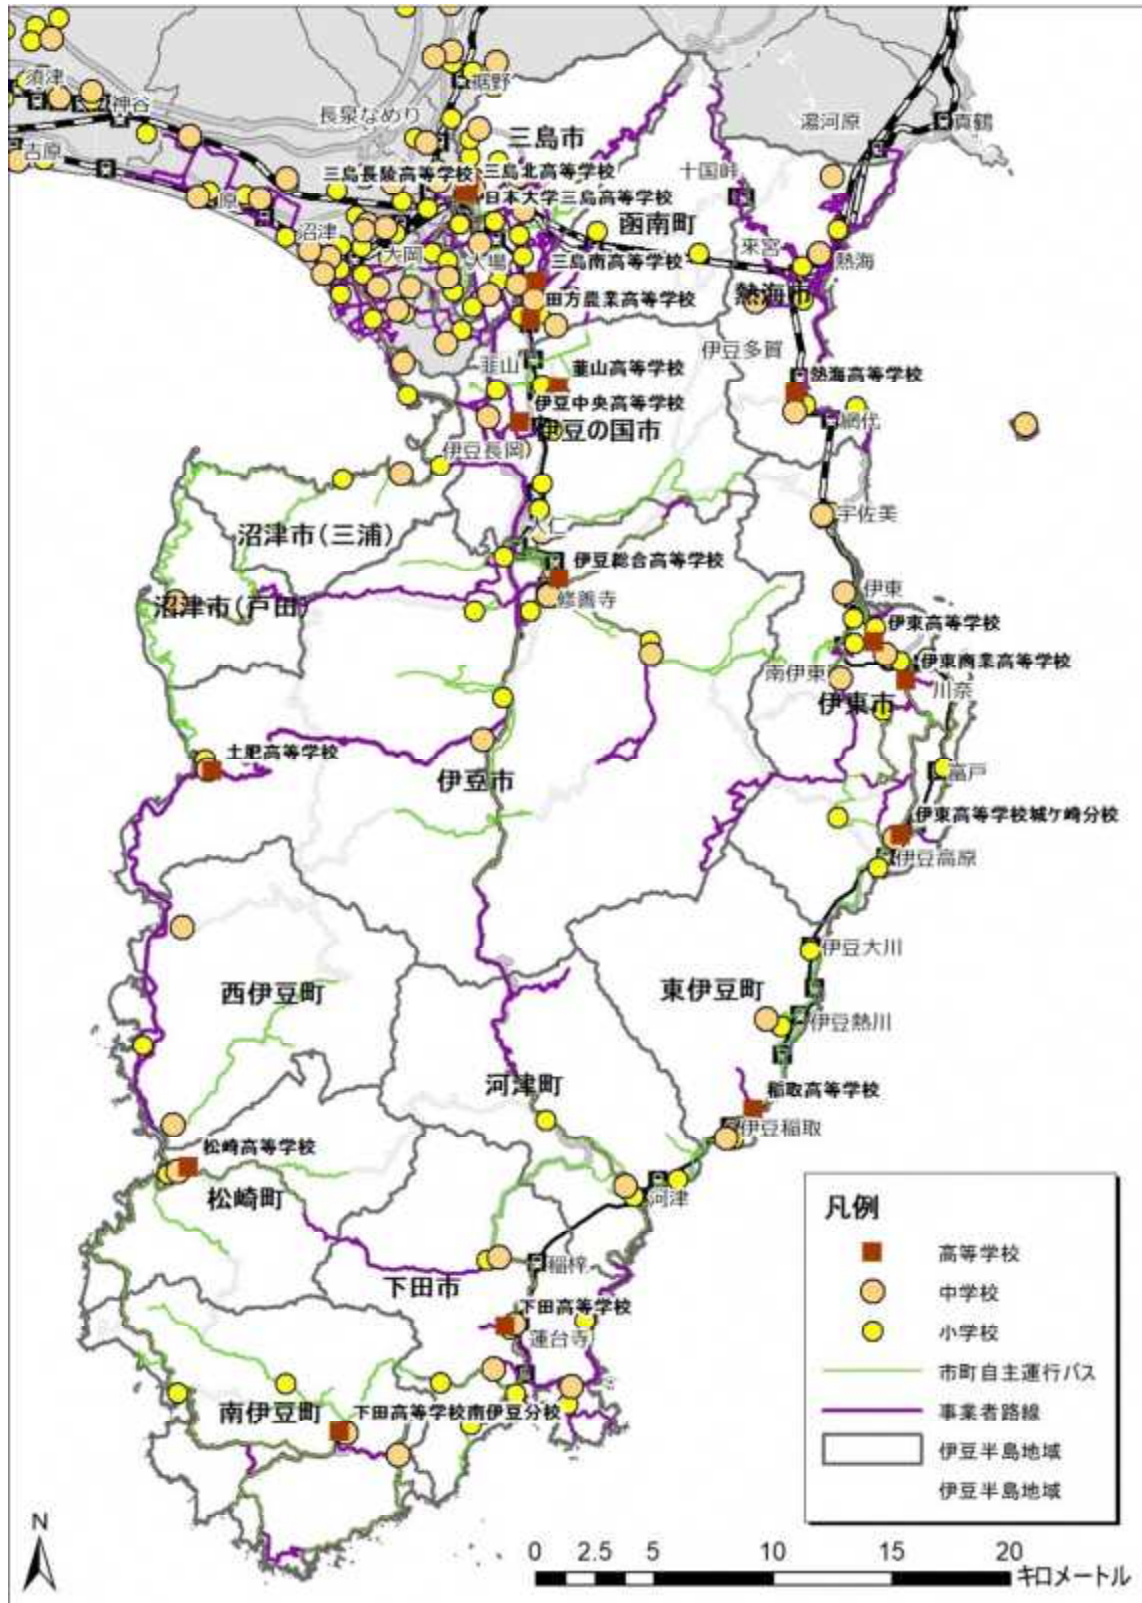 裾野
須津
神谷
長泉なめり
三島市
湯河原
真鶴
吉原
三島長陵高等学校
三島北高等学校
十国峠
日本大学三島高等学校
原
函南町
沼津
大岡
大場
來宮
熱海
三島南高等学校
熱海市
田方農業高等学校
伊豆多賀
韮山
韮山高等学校
熱海高等学校
伊豆中央高等学校
網代
伊豆の国市
伊豆長岡
宇佐美
大仁
沼津市(三浦)
伊豆総合高等学校
伊東
修善寺
沼津市(戸田)
伊東高等学校
伊東商業高等学校
南伊東
川奈
伊東市
土肥高等学校
伊豆市
富戸
伊東高等学校城ケ崎分校
伊豆高原
伊豆大川
西伊豆町
東伊豆町
伊豆熱川
河津町
稲取高等学校
伊豆稲取
松崎高等学校
松崎町
河津
稲梓
下田市
下田高等学校
蓮台寺
南伊豆町
下田高等学校南伊豆分校
凡例
高等学校
中学校
小学校
市町自主運行バス
事業者路線
伊豆半島地域
伊豆半島地域
N
0 2.5 5 10 15 20
キロメートル